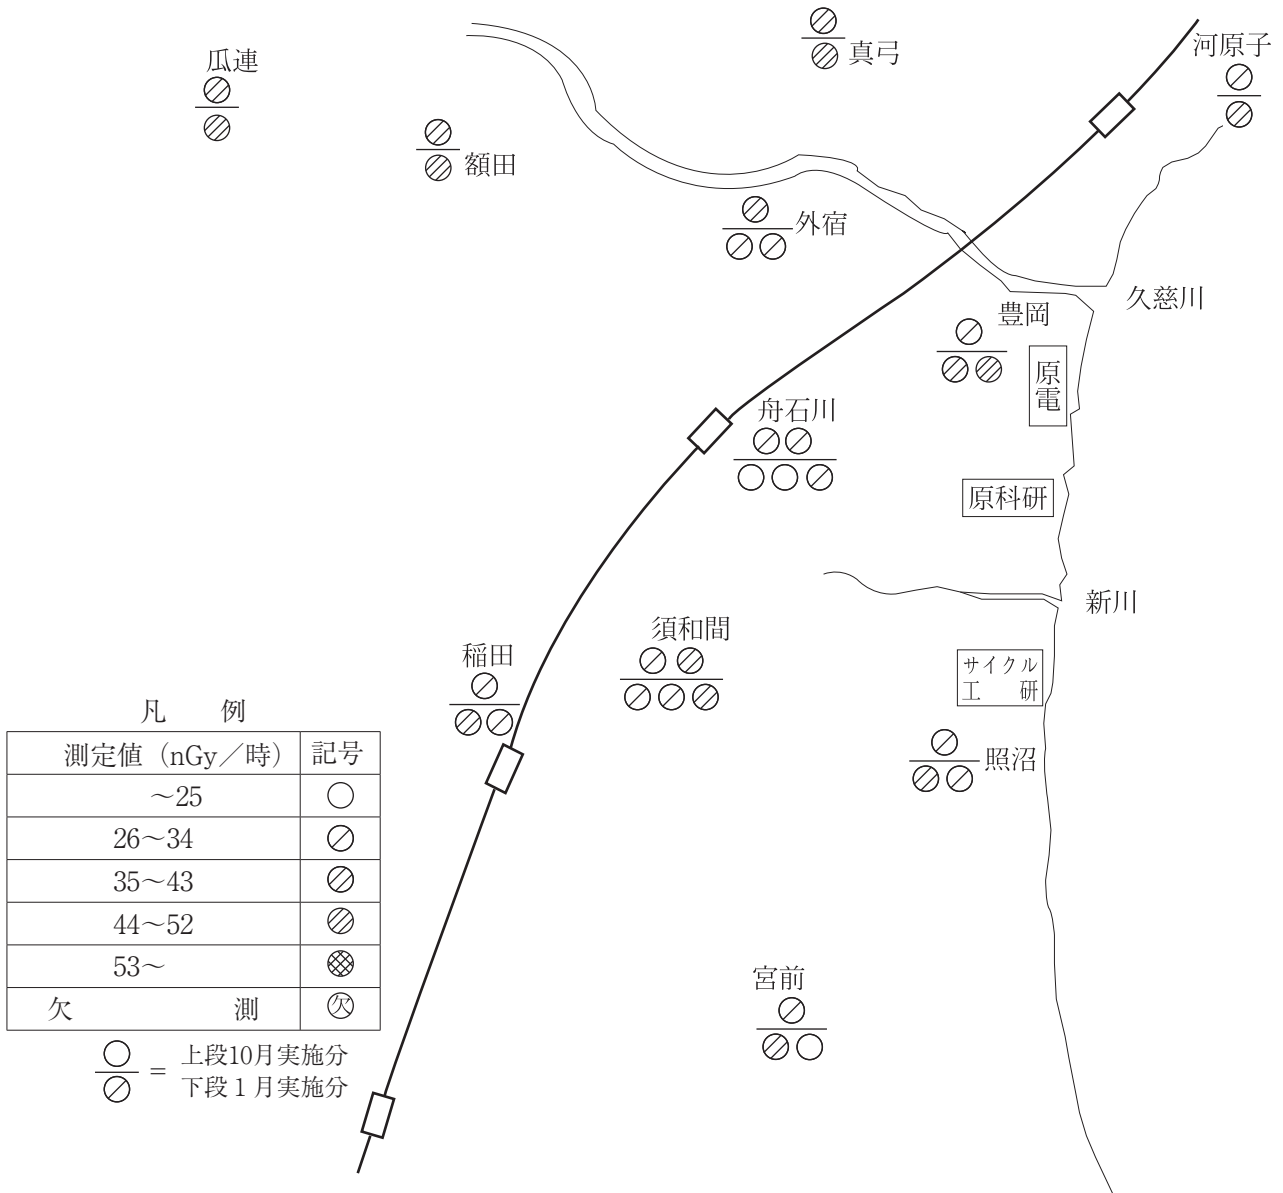 瓜連
真弓
河原子
額田
外宿
久慈川
豊岡
原電
舟石川
原科研
新川
須和間
稲田
サイクル
工 研
照沼
宮前
凡 例
測定値（nGy／時） 記号
～25
26～34
35～43
44～52
53～
欠 測 欠
= 上段10月実施分
下段１月実施分